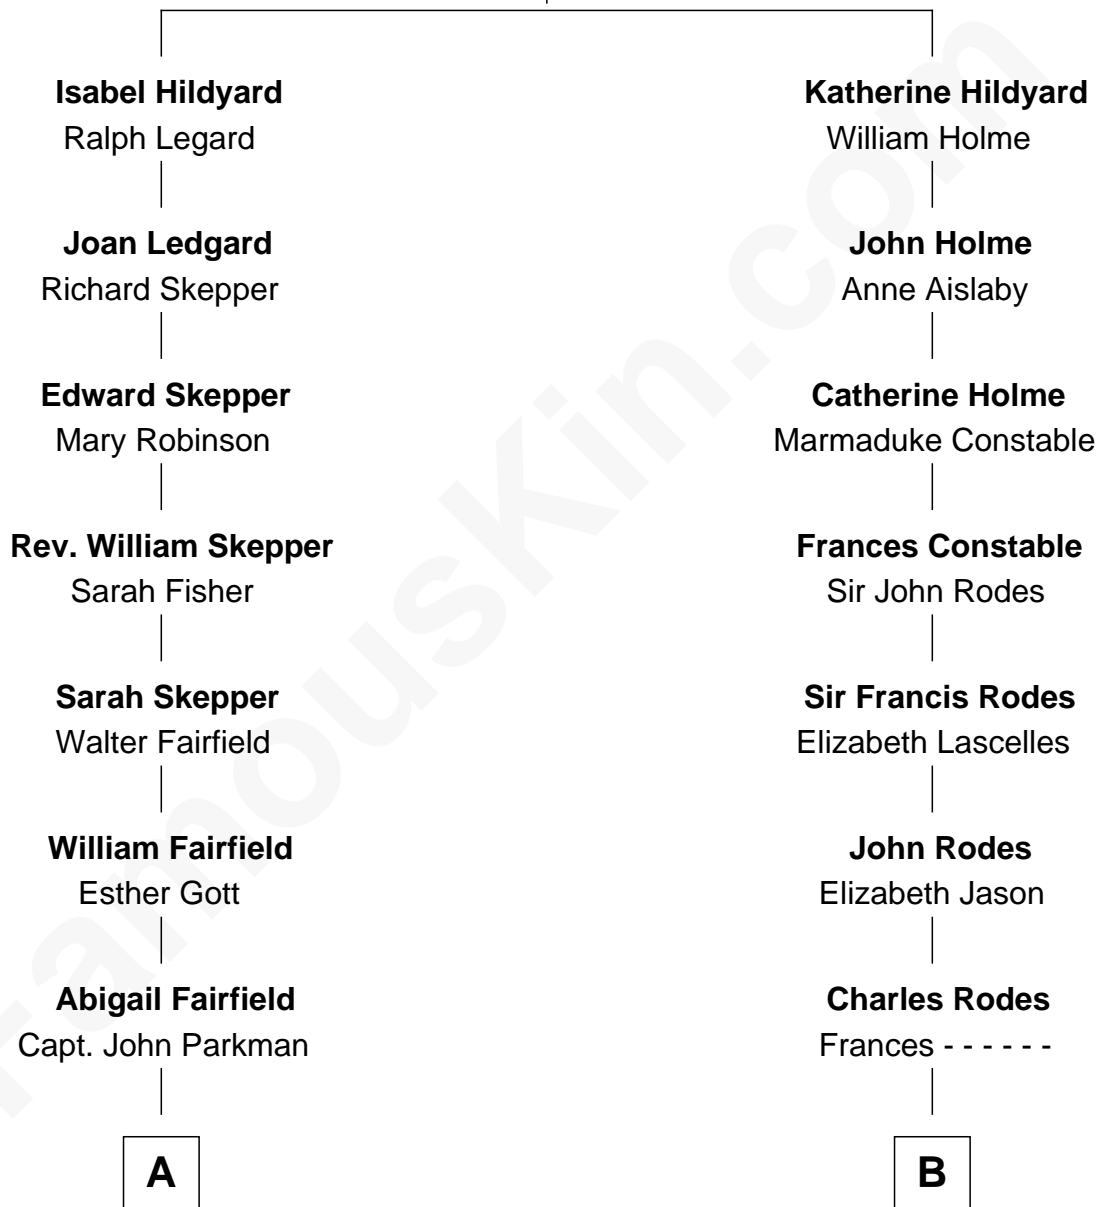 Isabel Hildyard
Ralph Legard
Joan Ledgard
Richard Skepper
Edward Skepper
Mary Robinson
Rev. William Skepper
Sarah Fisher
Sarah Skepper
Walter Fairfield
William Fairfield
Esther Gott
Abigail Fairfield
Capt. John Parkman
A
Katherine Hildyard
William Holme
John Holme
Anne Aislaby
Catherine Holme
Marmaduke Constable
Frances Constable
Sir John Rodes
Sir Francis Rodes
Elizabeth Lascelles
John Rodes
Elizabeth Jason
Charles Rodes
Frances - - - - - -
B
FamousKin.com